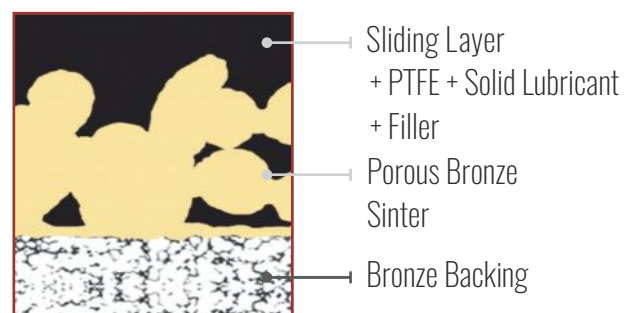 Sliding Layer
+ PTFE + Solid Lubricant
+ Filler
Porous Bronze
Sinter
Bronze Backing